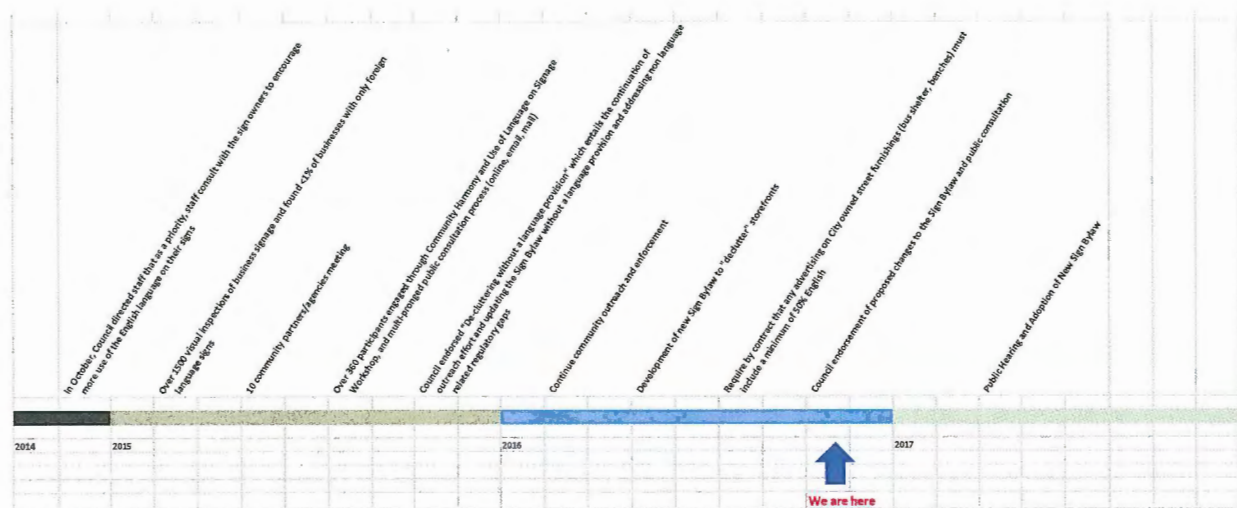 In October, Council directed staff that as a priority, staff consult with the sign owners to encourage
more use of the English language on their signs
Over 1500 visual inspections of business signage and found <1% of businesses with only foreign
language signs
10 community partners/agencies meeting
Over 360 participants engaged through Community Harmony and Use of Language on Signage
Workshop, and multi-pronged public consultation process (online, email, mail)
Council endorsed "De-cluttering without a language provision" which entails the continuation of
outreach effort and updating the Sign Bylaw without a language provision and addressing non language
related regulatory gaps
Continue community outreach and enforcement
Development of new Sign Bylaw to "declutter" storefronts
Require by contract that any advertising on City owned street furnishings (bus shelter, benches) must
include a minimum of 50% English
Council endorsement of proposed changes to the Sign Bylaw and public consultation
Public Hearing and Adoption of New Sign Bylaw
2014
2015
2016
2017
We are here